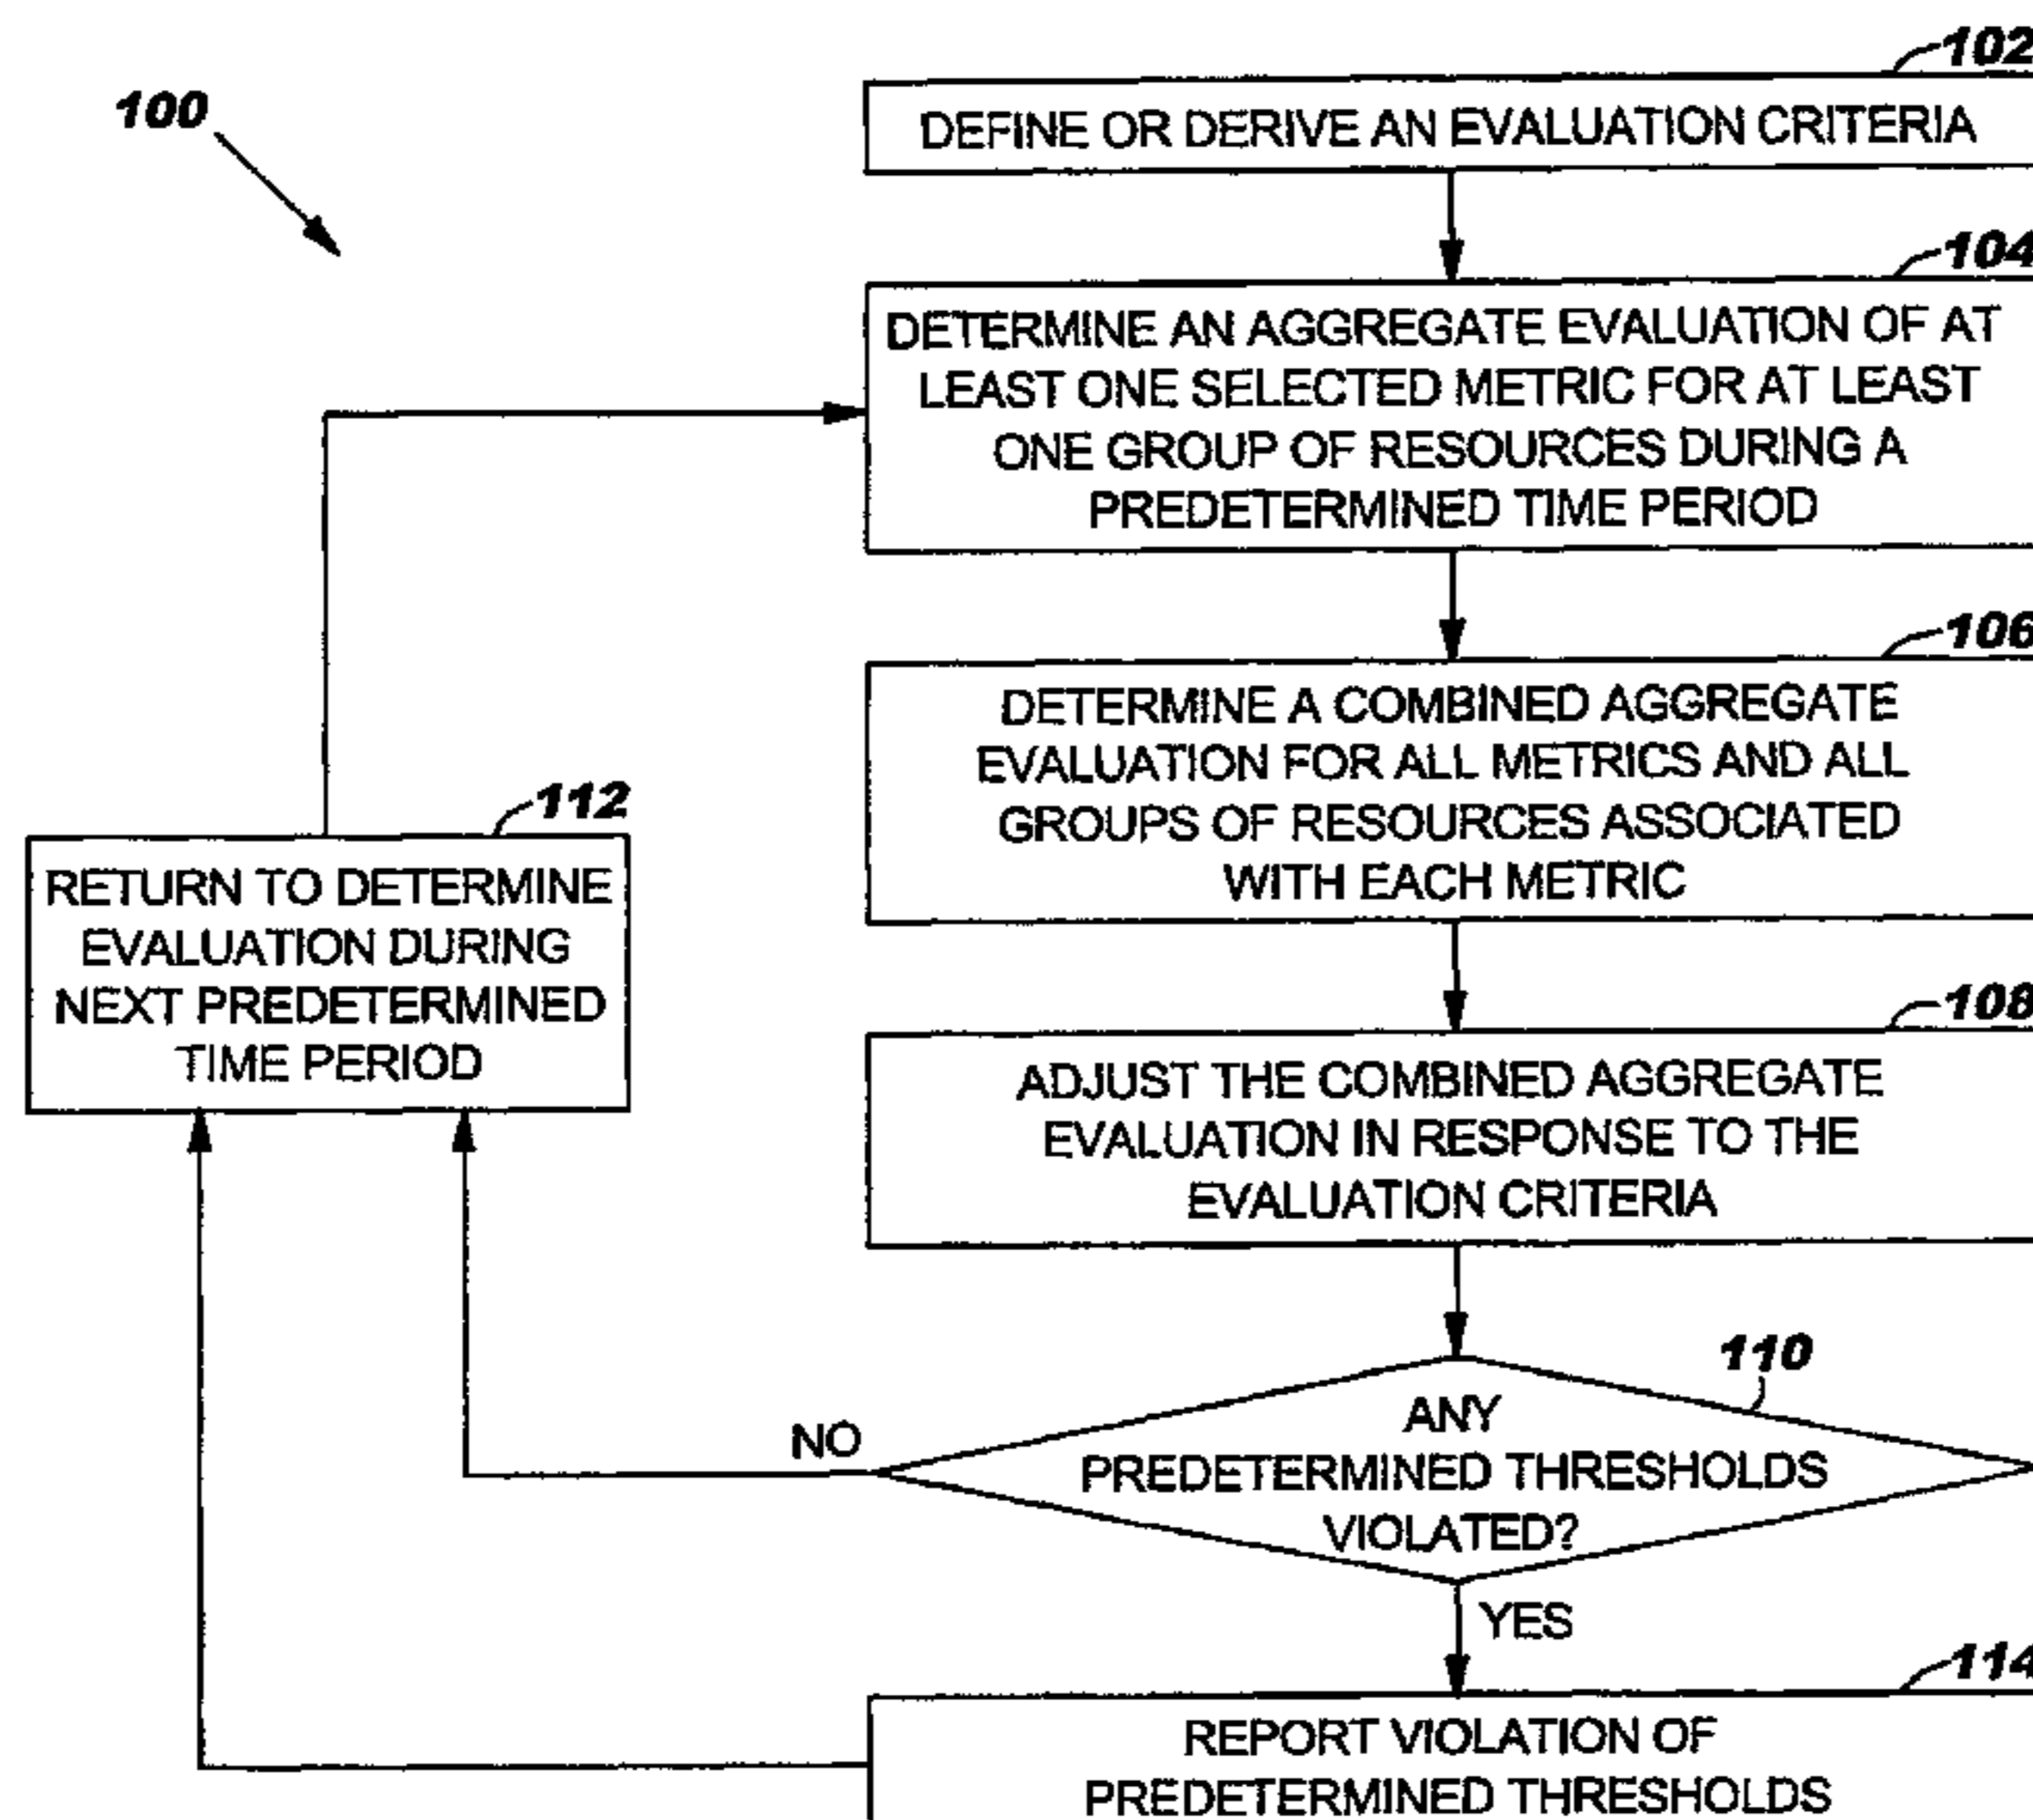 102
100
DEFINE OR DERIVE AN EVALUATION CRITERIA
104
DETERMINE AN AGGREGATE EVALUATION OF AT
LEAST ONE SELECTED METRIC FOR AT LEAST
ONE GROUP OF RESOURCES DURING A
PREDETERMINED TIME PERIOD
106
DETERMINE A COMBINED AGGREGATE
EVALUATION FOR ALL METRICS AND ALL
GROUPS OF RESOURCES ASSOCIATED
WITH EACH METRIC
112
RETURN TO DETERMINE
EVALUATION DURING
NEXT PREDETERMINED
TIME PERIOD
108
ADJUST THE COMBINED AGGREGATE
EVALUATION IN RESPONSE TO THE
EVALUATION CRITERIA
110
ANY
PREDETERMINED THRESHOLDS
VIOLATED?
NO
YES
114
REPORT VIOLATION OF
PREDETERMINED THRESHOLDS